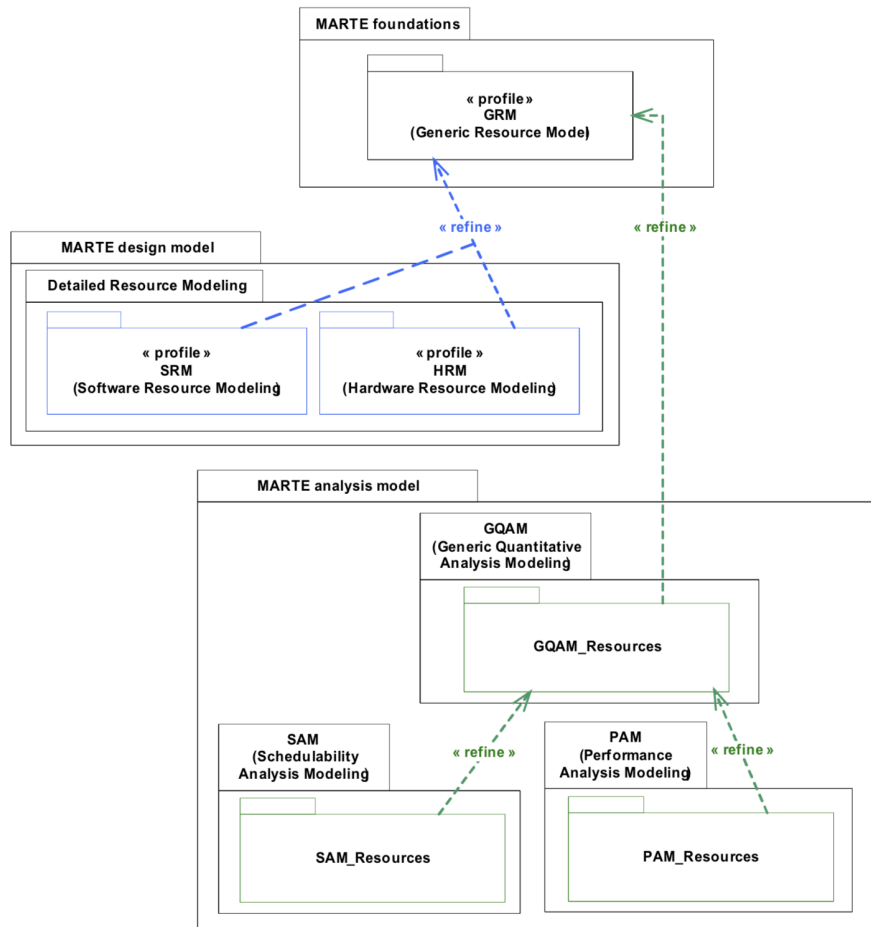 MARTE foundations
« profile »
GRM
(Generic Resource Model)
« refine »
« refine »
MARTE design model
Detailed Resource Modeling
« profile »
SRM
(Software Resource Modeling)
« profile »
HRM
(Hardware Resource Modeling)
MARTE analysis model
GQAM
(Generic Quantitative
Analysis Modeling)
GQAM_Resources
SAM
(Schedulability
Analysis Modeling)
« refine »
PAM
(Performance
Analysis Modeling)
« refine »
SAM_Resources
PAM_Resources